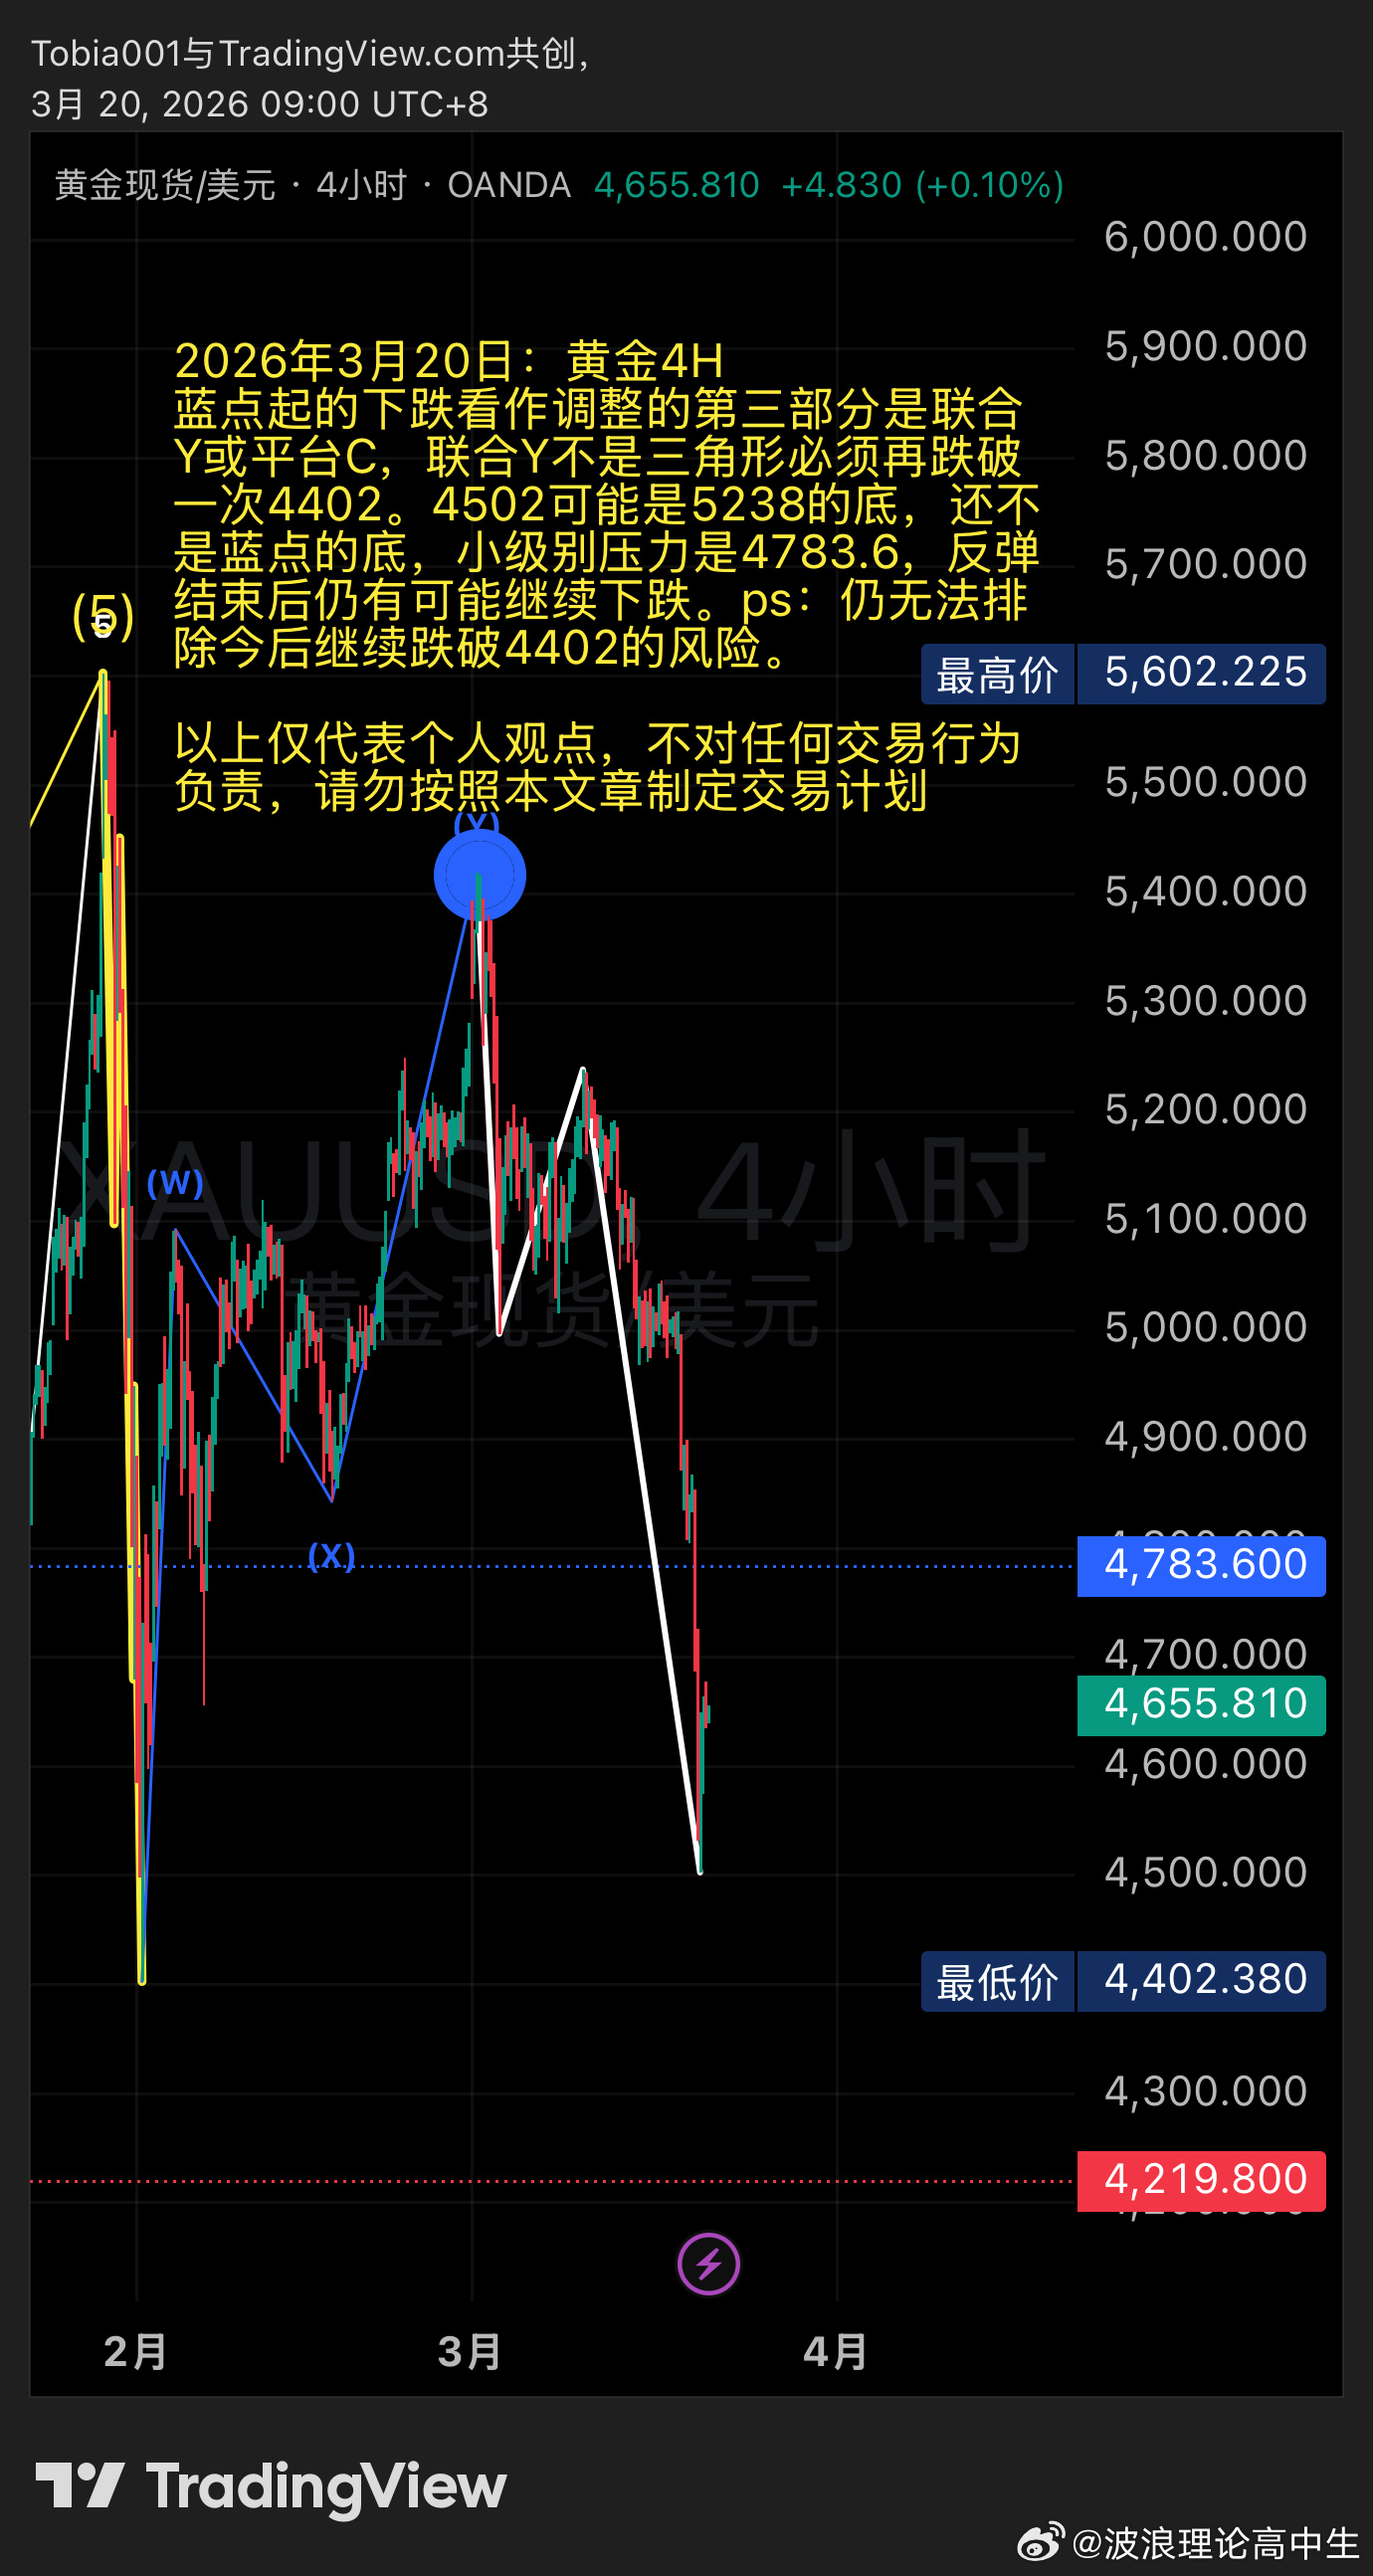 Tobia001与TradingView.com共创，
3月 20, 2026 09:00 UTC+8
黄金现货/美元 · 4小时 · OANDA 4,655.810 +4.830 (+0.10%)
6,000.000
5,900.000
2026年3月20日：黄金4H
蓝点起的下跌看作调整的第三部分是联合
Y或平台C，联合Y不是三角形必须再跌破
一次4402。4502可能是5238的底，还不
是蓝点的底，小级别压力是4783.6，反弹
结束后仍有可能继续下跌。ps：仍无法排
除今后继续跌破4402的风险。
以上仅代表个人观点，不对任何交易行为
负责，请勿按照本文章制定交易计划
5,800.000
5,700.000
(5)
5
最高价 5,602.225
5,500.000
(Y)
5,400.000
5,300.000
5,200.000
XAUUSD, 4小时
黄金现货/美元
(W)
5,100.000
5,000.000
4,900.000
(X)
4,783.600
4,700.000
4,655.810
4,600.000
4,500.000
最低价 4,402.380
4,300.000
4,219.800
2月 3月 4月
TradingView
@波浪理论高中生